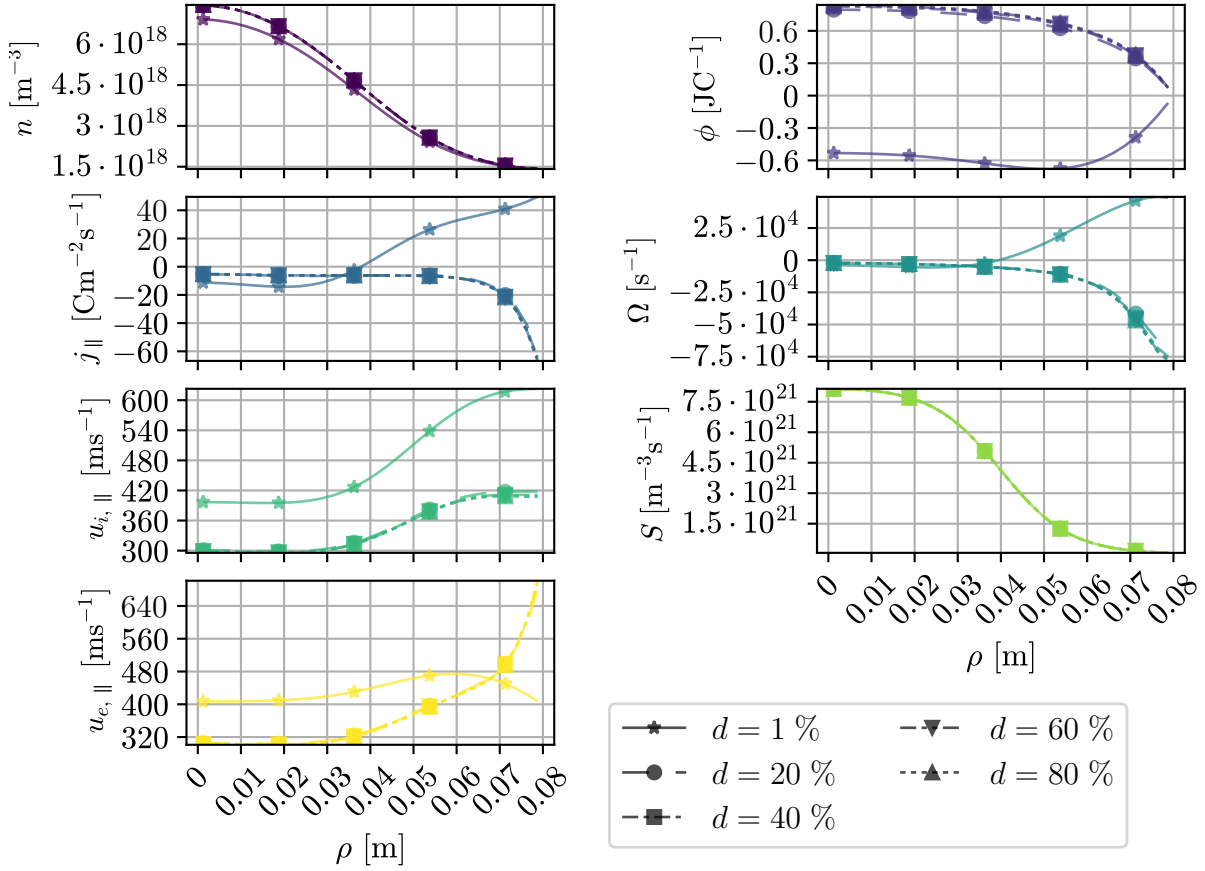 n [m⁻³]
6 · 10¹⁸
4.5 · 10¹⁸
3 · 10¹⁸
1.5 · 10¹⁸
ϕ [JC⁻¹]
0.6
0.3
0
−0.3
−0.6
j∥ [Cm⁻²s⁻¹]
40
20
0
−20
−40
−60
Ω [s⁻¹]
2.5 · 10⁴
0
−2.5 · 10⁴
−5 · 10⁴
−7.5 · 10⁴
u_{i,∥} [ms⁻¹]
600
540
480
420
360
300
S [m⁻³s⁻¹]
7.5 · 10²¹
6 · 10²¹
4.5 · 10²¹
3 · 10²¹
1.5 · 10²¹
0 0.01 0.02 0.03 0.04 0.05 0.06 0.07 0.08
ρ [m]
u_{e,∥} [ms⁻¹]
640
560
480
400
320
0 0.01 0.02 0.03 0.04 0.05 0.06 0.07 0.08
ρ [m]
d = 1 %
d = 20 %
d = 40 %
d = 60 %
d = 80 %